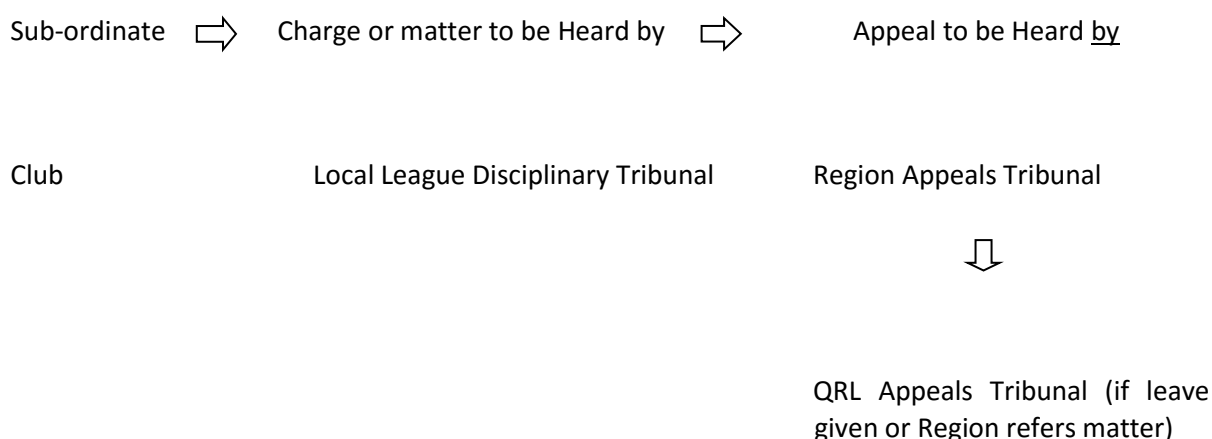 Sub-ordinate Charge or matter to be Heard by Appeal to be Heard by
Club Local League Disciplinary Tribunal Region Appeals Tribunal
QRL Appeals Tribunal (if leave
given or Region refers matter)